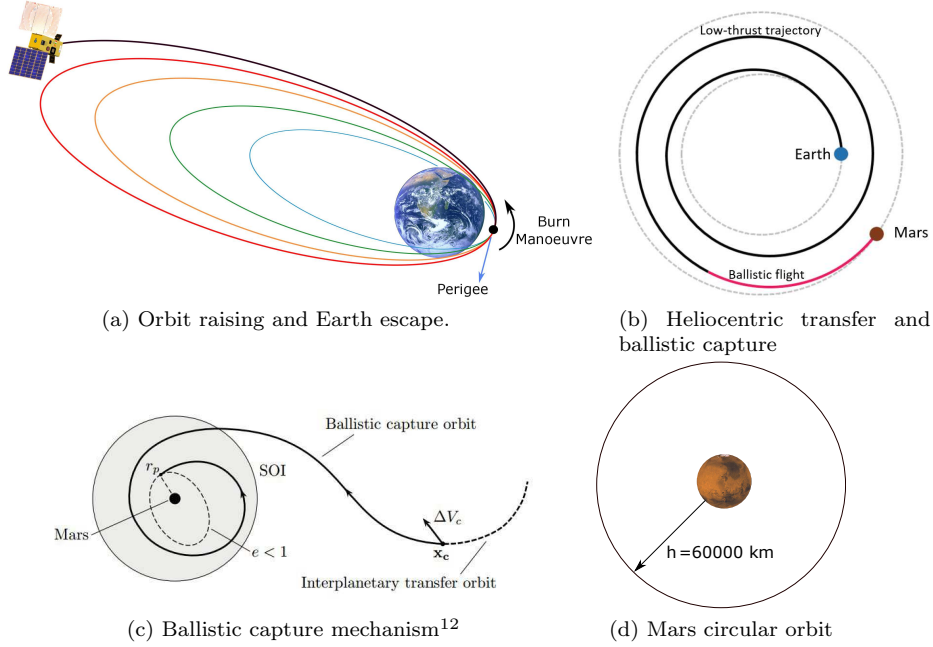 Burn
Manoeuvre
Perigee
(a) Orbit raising and Earth escape.
Low-thrust trajectory
Earth
Mars
Ballistic flight
(b) Heliocentric transfer and
ballistic capture
Ballistic capture orbit
r_p
SOI
ΔV_c
Mars
e < 1
x_c
Interplanetary transfer orbit
(c) Ballistic capture mechanism¹²
h =60000 km
(d) Mars circular orbit